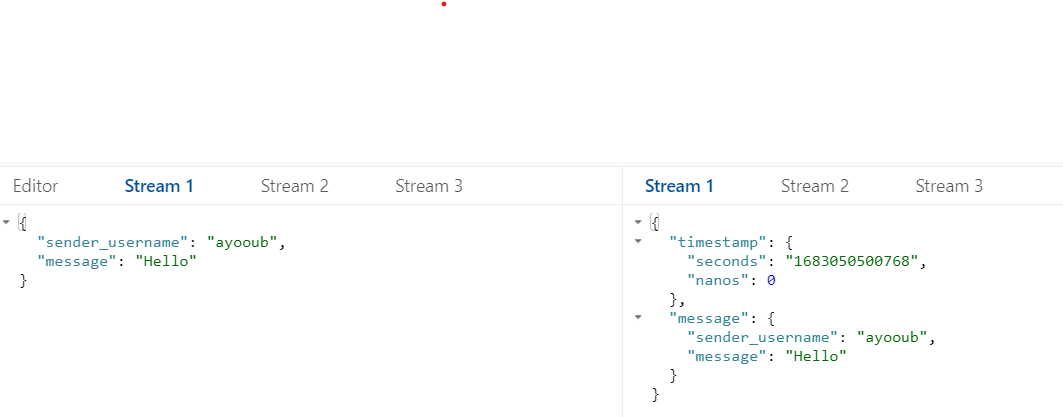 Editor Stream 1 Stream 2 Stream 3
{
"sender_username": "ayooub",
"message": "Hello"
}
Stream 1 Stream 2 Stream 3
{
"timestamp": {
"seconds": "1683050500768",
"nanos": 0
},
"message": {
"sender_username": "ayooub",
"message": "Hello"
}
}